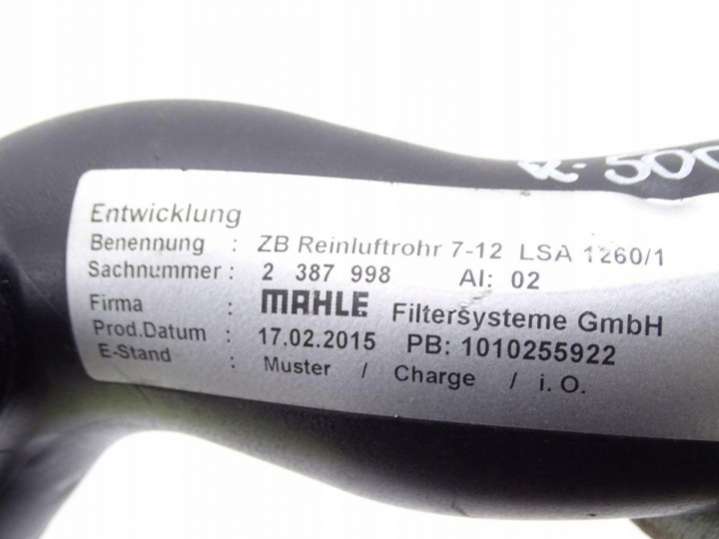 R-500
Entwicklung
Benennung : ZB Reinluftrohr 7-12 LSA 1260/1
Sachnummer : 2 387 998 AI: 02
Firma : MAHLE Filtersysteme GmbH
Prod.Datum : 17.02.2015 PB: 1010255922
E-Stand : Muster / Charge / i. O.